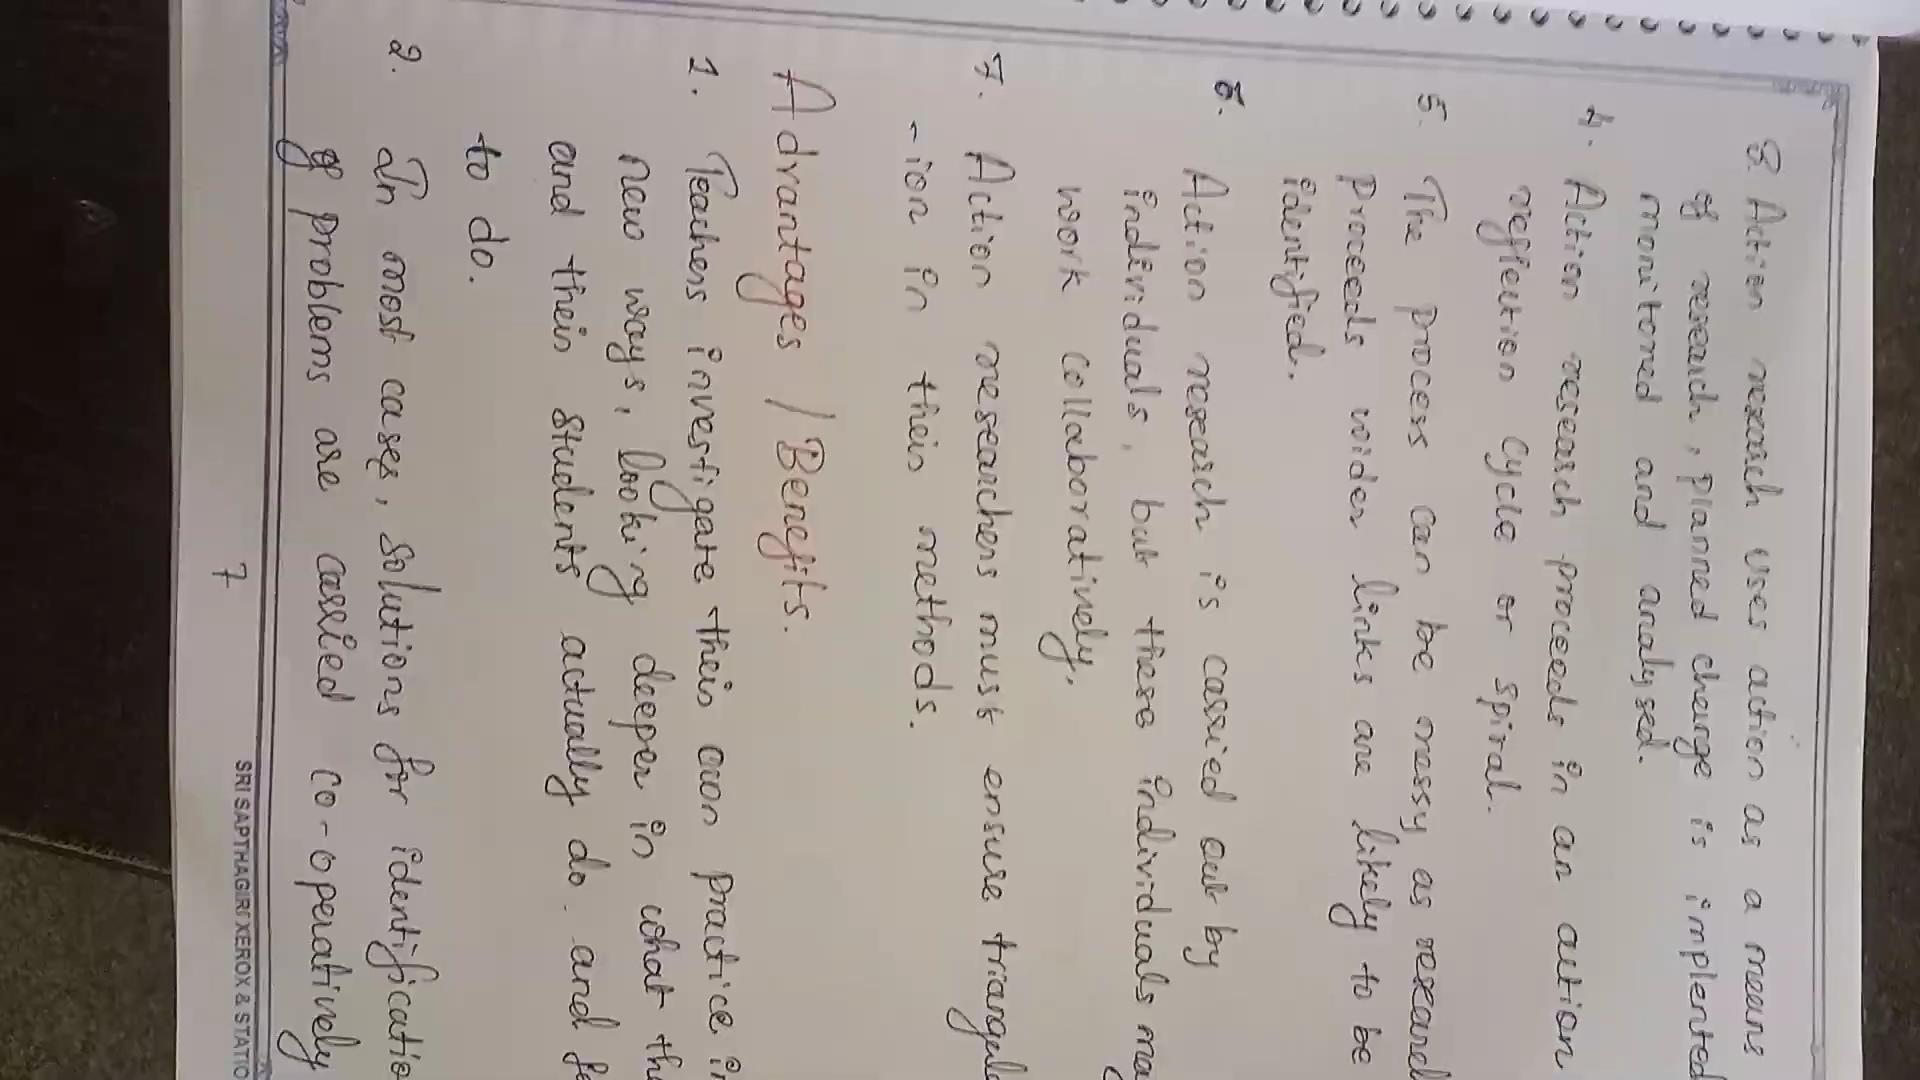 3. Action research uses action as a means
of research, planned change is implented
monitored and analysed.
4. Action research proceeds in an action
reflection cycle or spiral.
5. The process can be messy as research
Proceeds wider links are likely to be
identified.
6. Action research is carried out by
individuals, but these individuals may
work collaboratively.
7. Action researchers must ensure triangul
-ion in their methods.
Advantages / Benefits.
1. Teachers investigate their own practice in
new ways, looking deeper in what th
and their students actually do. and fa
to do.
2. In most cases, solutions for identificatio
of problems are carried co-operatively
7
SRI SAPTHAGIRI XEROX & STATIO